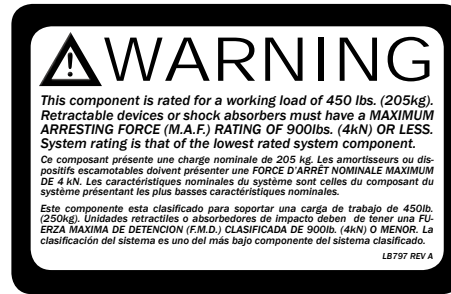 WARNING
This component is rated for a working load of 450 lbs. (205kg).
Retractable devices or shock absorbers must have a MAXIMUM
ARRESTING FORCE (M.A.F.) RATING OF 900lbs. (4kN) OR LESS.
System rating is that of the lowest rated system component.
Ce composant présente une charge nominale de 205 kg. Les amortisseurs ou dis-
positifs escamotables doivent présenter une FORCE D'ARRÊT NOMINALE MAXIMUM
DE 4 kN. Les caractéristiques nominales du système sont celles du composant du
système présentant les plus basses caractéristiques nominales.
Este componente esta clasificado para soportar una carga de trabajo de 450lb.
(250kg). Unidades retractiles o absorbedores de impacto deben de tener una FU-
ERZA MAXIMA DE DETENCION (F.M.D.) CLASIFICADA DE 900lb. (4kN) O MENOR. La
clasificación del sistema es uno del más bajo componente del sistema clasificado.
LB797 REV A